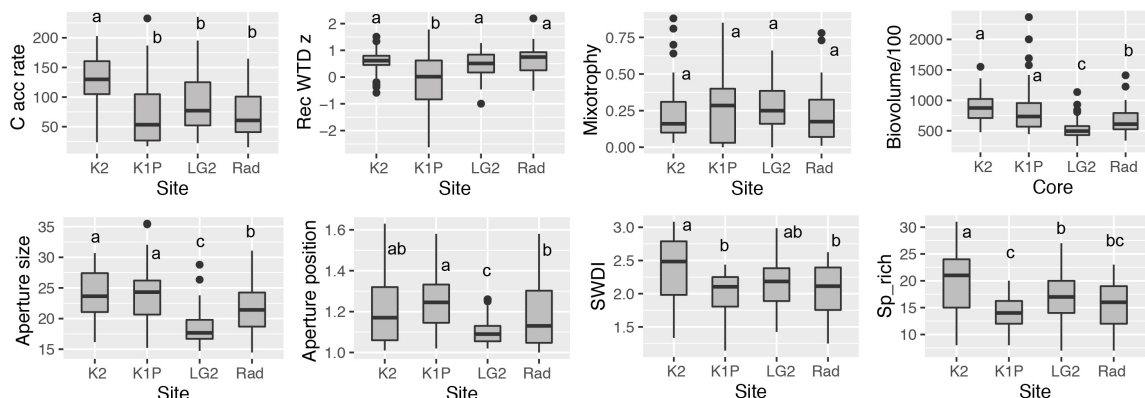 C acc rate
200
150
100
50
a
b
b
b
K2
K1P
LG2
Rad
Site
Rec WTD z
2
1
0
−1
−2
a
b
a
a
K2
K1P
LG2
Rad
Site
Mixotrophy
0.75
0.50
0.25
0.00
a
a
a
a
K2
K1P
LG2
Rad
Site
Biovolume/100
2000
1500
1000
500
a
a
c
b
K2
K1P
LG2
Rad
Core
Aperture size
35
30
25
20
15
a
a
c
b
K2
K1P
LG2
Rad
Site
Aperture position
1.6
1.4
1.2
1.0
ab
a
c
b
K2
K1P
LG2
Rad
Site
SWDI
3.0
2.5
2.0
1.5
a
b
ab
b
K2
K1P
LG2
Rad
Site
Sp_rich
30
25
20
15
10
a
c
b
bc
K2
K1P
LG2
Rad
Site